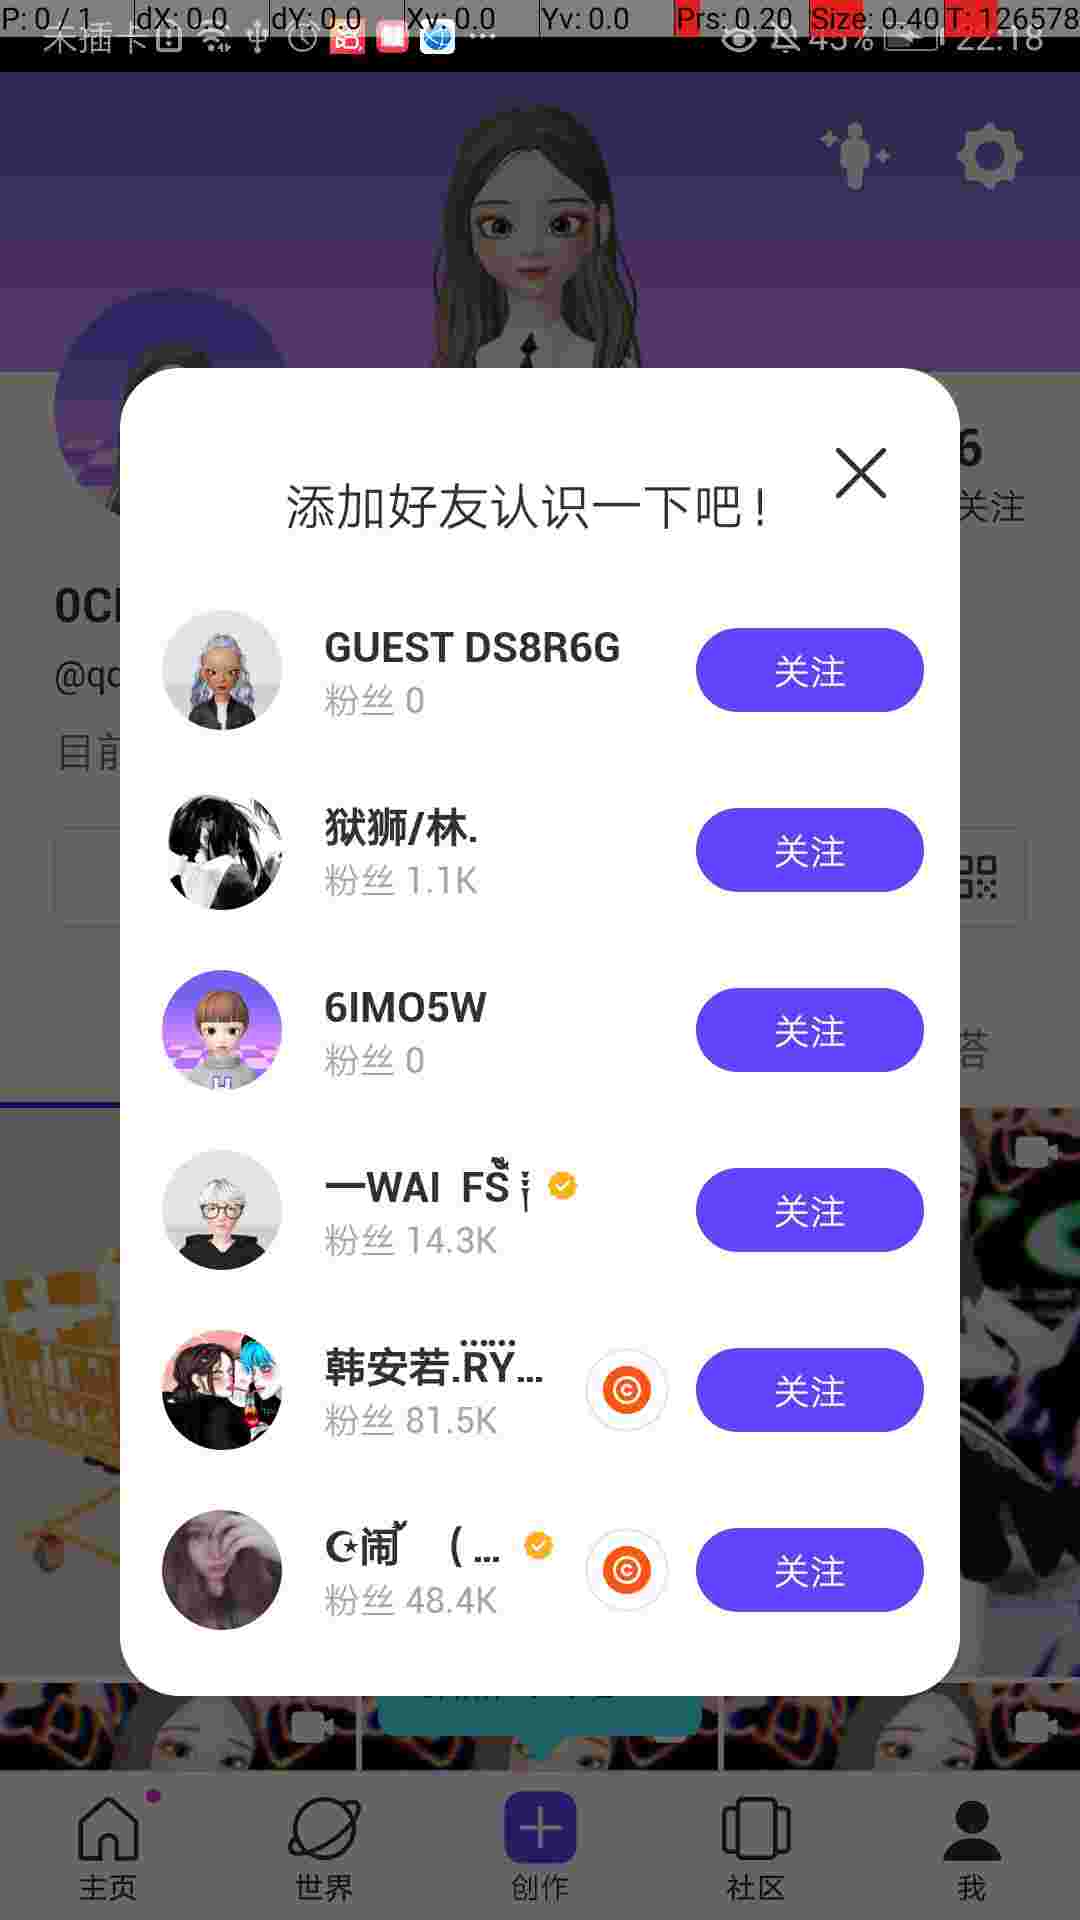 P: 0 / 1 dX: 0.0 dY: 0.0 Xv: 0.0 Yv: 0.0 Prs: 0.20 Size: 0.40 T: 126578
未插卡 45% 22:18
6
关注
添加好友认识一下吧!
@qc
目前
GUEST DS8R6G
粉丝 0
关注
狱狮/林.
粉丝 1.1K
关注
6IMO5W
粉丝 0
关注
一WAI FS
粉丝 14.3K
关注
韩安若.RY...
粉丝 81.5K
关注
☪闹 ( ...
粉丝 48.4K
关注
主页
世界
创作
社区
我